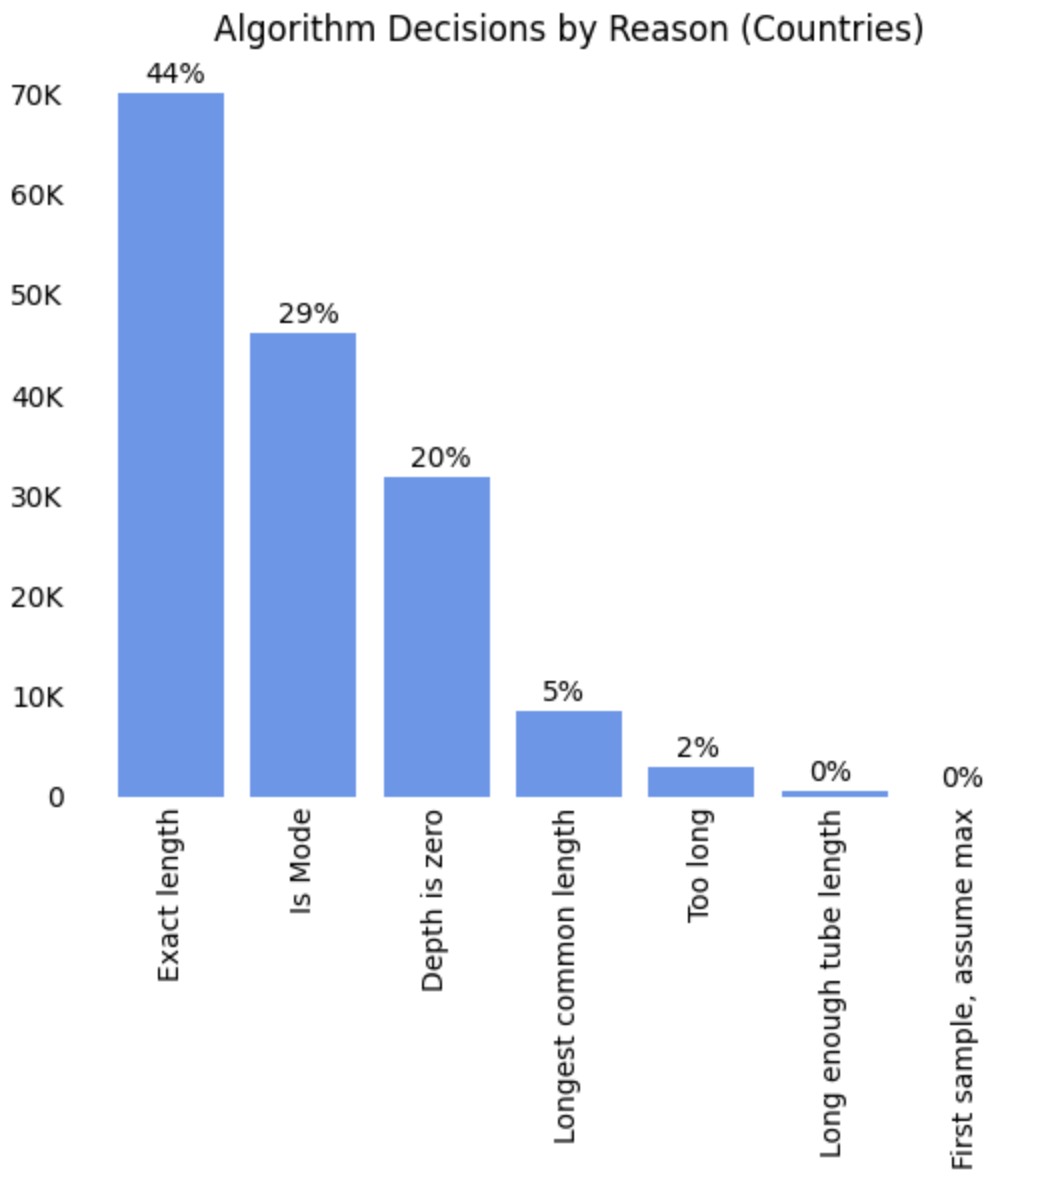 Algorithm Decisions by Reason (Countries)
44%
70K
60K
50K
29%
40K
20%
30K
20K
5%
10K
2%
0%
0%
0
Exact length
Is Mode
Depth is zero
Longest common length
Too long
Long enough tube length
First sample, assume max